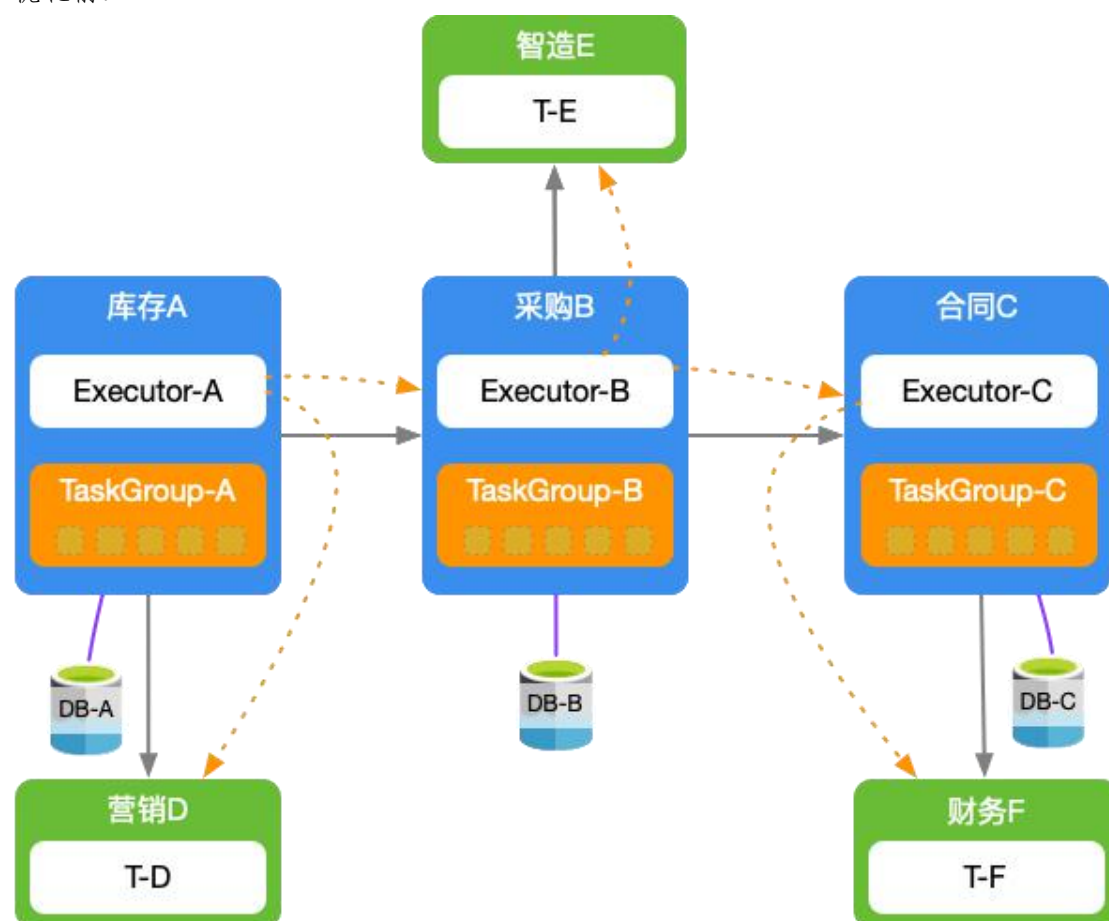 智造E
T-E
库存A
采购B
合同C
Executor-A
Executor-B
Executor-C
TaskGroup-A
TaskGroup-B
TaskGroup-C
DB-A
DB-B
DB-C
营销D
财务F
T-D
T-F